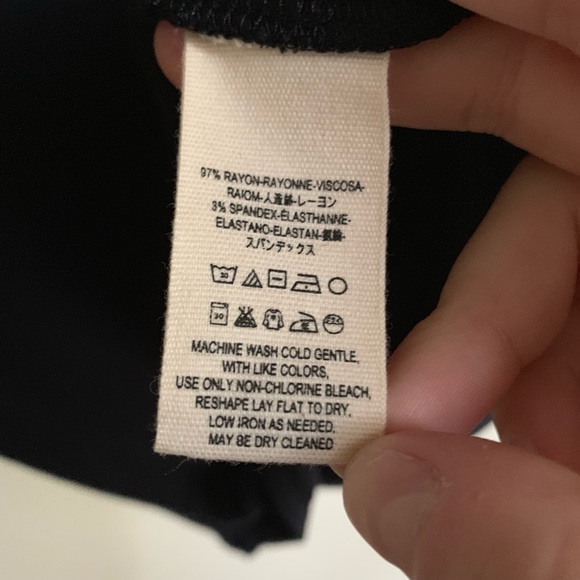 97% RAYON-RAYONNE-VISCOSA-
RAIOM-人造絲-レーヨン
3% SPANDEX-ÉLASTHANNE-
ELASTANO-ELASTAN-氨綸-
スパンデックス
30
30
MACHINE WASH COLD GENTLE,
WITH LIKE COLORS,
USE ONLY NON-CHLORINE BLEACH,
RESHAPE LAY FLAT TO DRY,
LOW IRON AS NEEDED,
MAY BE DRY CLEANED